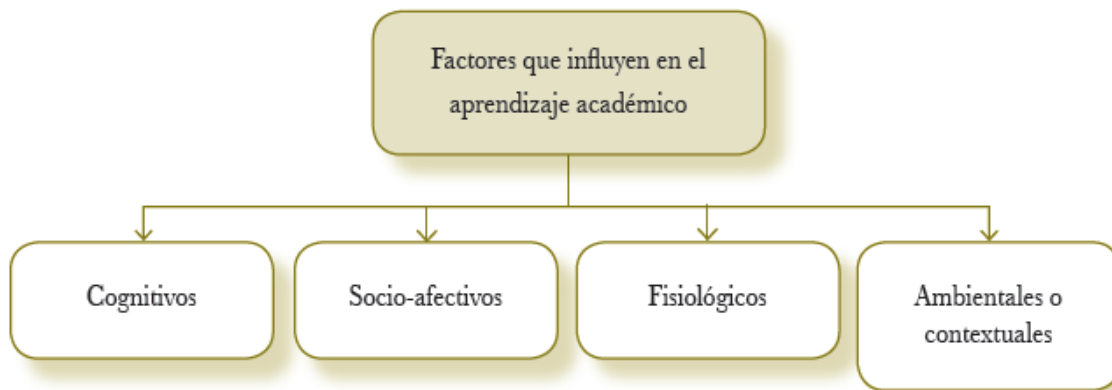 Factores que influyen en el
aprendizaje académico
Cognitivos
Socio-afectivos
Fisiológicos
Ambientales o
contextuales